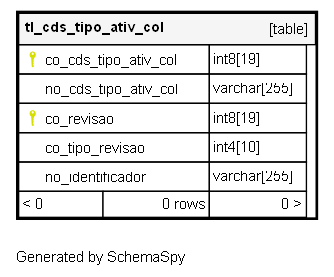 tl_cds_tipo_ativ_col [table]
co_cds_tipo_ativ_col int8[19]
no_cds_tipo_ativ_col varchar[255]
co_revisao int8[19]
co_tipo_revisao int4[10]
no_identificador varchar[255]
< 0 0 rows 0 >
Generated by SchemaSpy